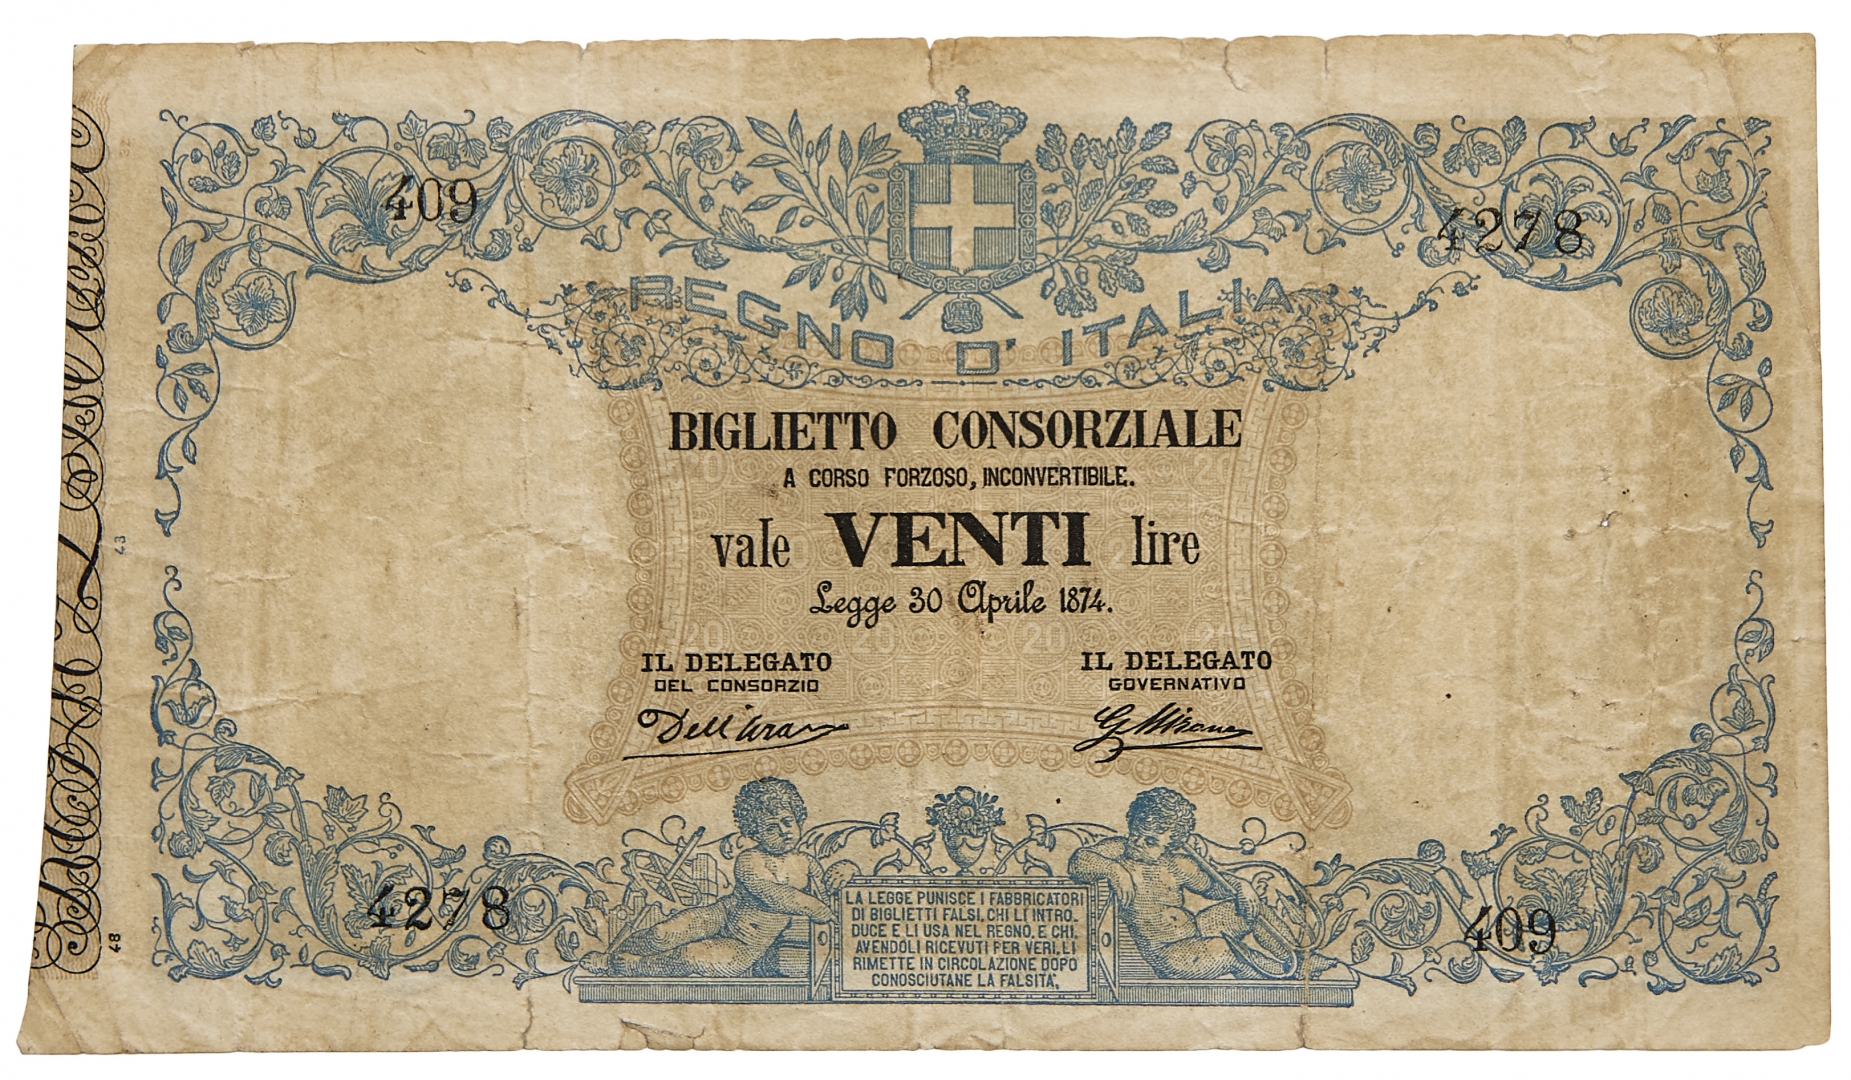 409
4278
REGNO D'ITALIA
BIGLIETTO CONSORZIALE
A CORSO FORZOSO, INCONVERTIBILE.
vale VENTI lire
Legge 30 Aprile 1874.
IL DELEGATO
DEL CONSORZIO
IL DELEGATO
GOVERNATIVO
43
48
4278
409
LA LEGGE PUNISCE I FABBRICATORI
DI BIGLIETTI FALSI, CHI LI INTRO-
DUCE E LI USA NEL REGNO, E CHI,
AVENDOLI RICEVUTI PER VERI, LI
RIMETTE IN CIRCOLAZIONE DOPO
CONOSCIUTANE LA FALSITÀ.